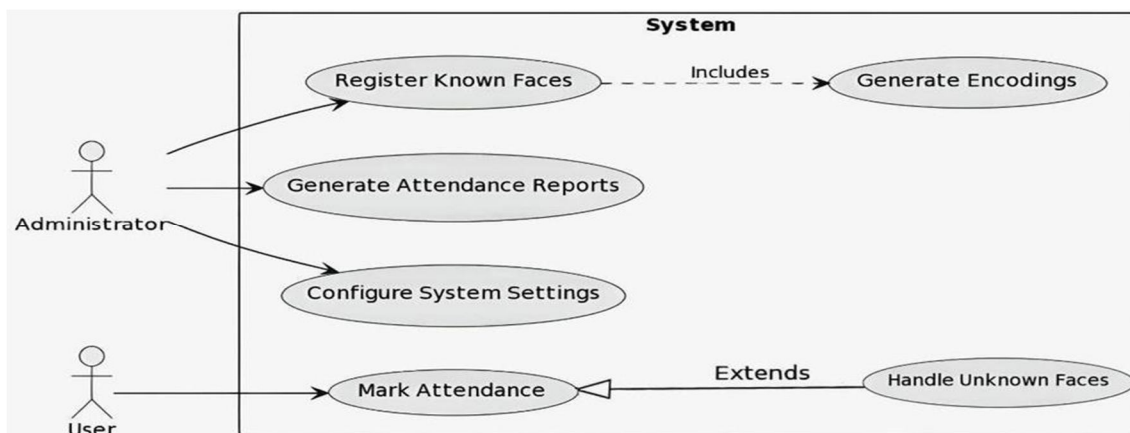 System
Register Known Faces
Includes
Generate Encodings
Generate Attendance Reports
Administrator
Configure System Settings
Mark Attendance
Extends
Handle Unknown Faces
User